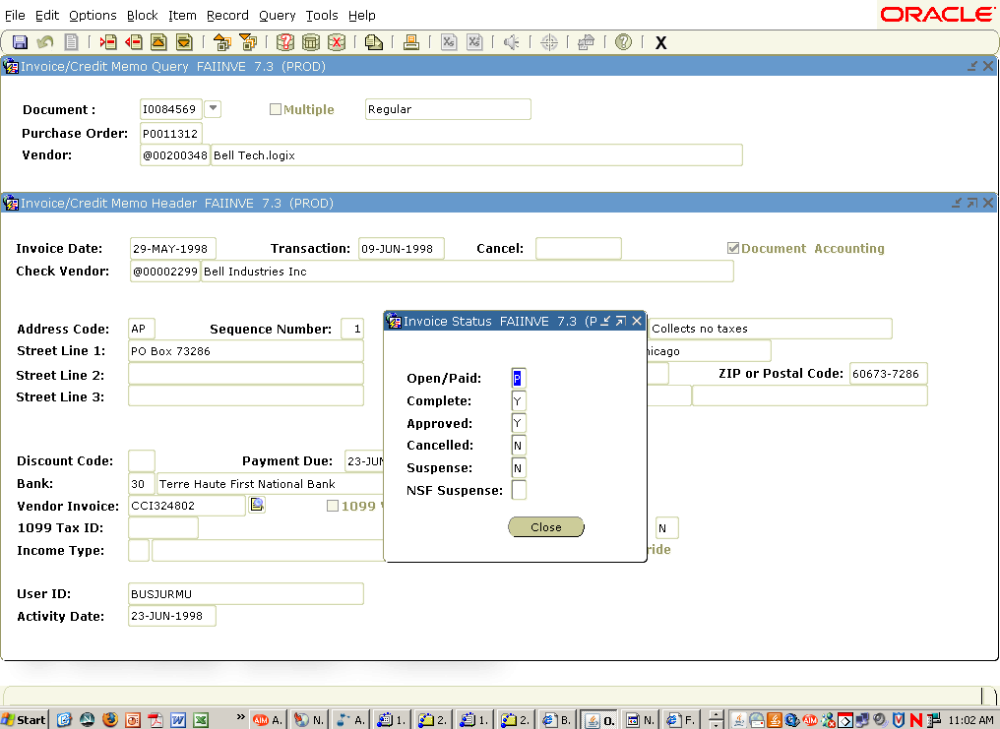 File Edit Options Block Item Record Query Tools Help
ORACLE
X
Invoice/Credit Memo Query FAIINVE 7.3 (PROD)
Document : I0084569 Multiple Regular
Purchase Order: P0011312
Vendor: @00200348 Bell Tech.logix
Invoice/Credit Memo Header FAIINVE 7.3 (PROD)
Invoice Date: 29-MAY-1998 Transaction: 09-JUN-1998 Cancel: Document Accounting
Check Vendor: @00002299 Bell Industries Inc
Invoice Status FAIINVE 7.3 (P
Address Code: AP Sequence Number: 1 Collects no taxes
Street Line 1: PO Box 73286 hicago
Street Line 2: ZIP or Postal Code: 60673-7286
Street Line 3:
Open/Paid: P
Complete: Y
Approved: Y
Cancelled: N
Suspense: N
NSF Suspense:
Close
Discount Code: Payment Due: 23-JUN
Bank: 30 Terre Haute First National Bank
Vendor Invoice: CCI324802 1099
1099 Tax ID: N
Income Type: ride
User ID: BUSJURMU
Activity Date: 23-JUN-1998
Start » A. N. A. 1. 2. 1. 2. B. O. N. F. 11:02 AM